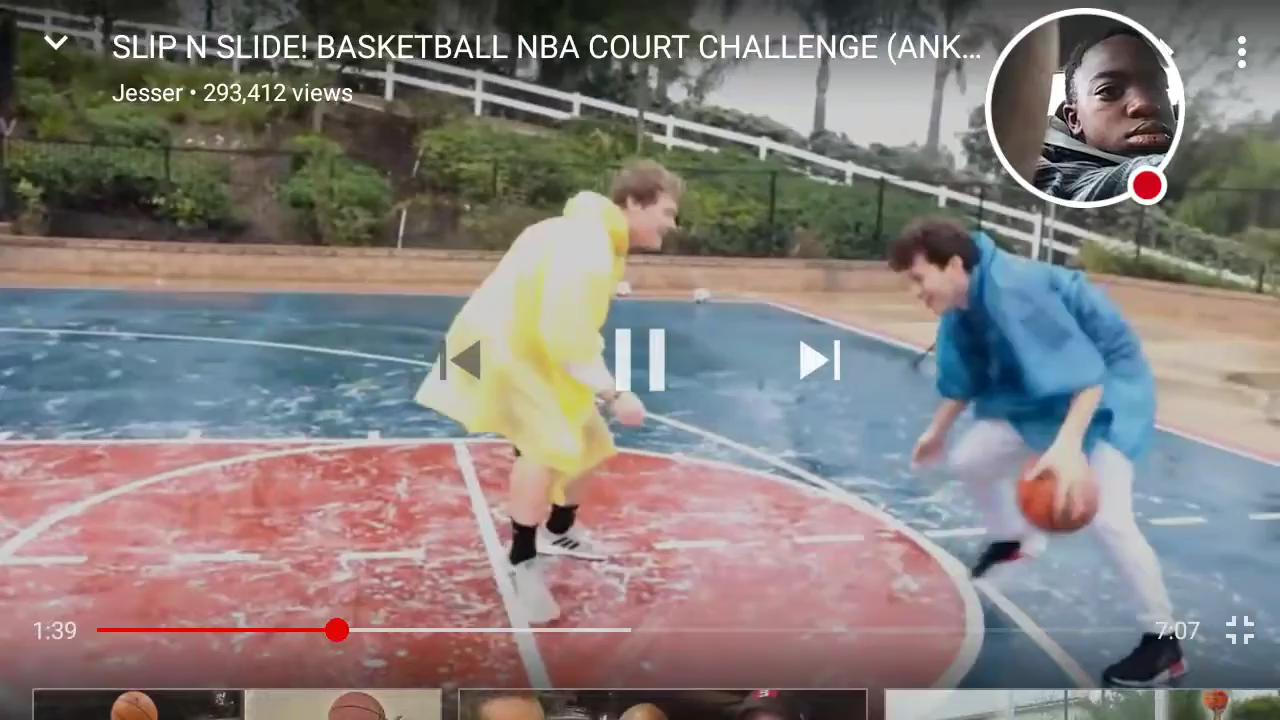 SLIP N SLIDE! BASKETBALL NBA COURT CHALLENGE (ANK...
Jesser • 293,412 views
1:39
7:07